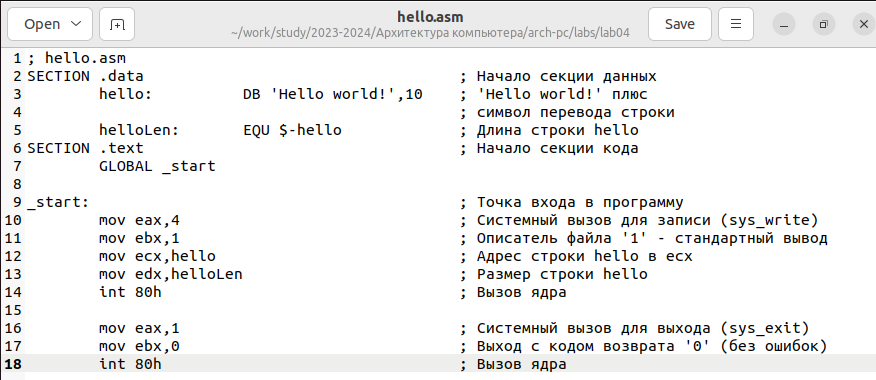 hello.asm
Open
~/work/study/2023-2024/Архитектура компьютера/arch-pc/labs/lab04
Save
1 ; hello.asm
2 SECTION .data ; Начало секции данных
3 hello: DB 'Hello world!',10 ; 'Hello world!' плюс
4 ; символ перевода строки
5 helloLen: EQU $-hello ; Длина строки hello
6 SECTION .text ; Начало секции кода
7 GLOBAL _start
8
9 _start: ; Точка входа в программу
10 mov eax,4 ; Системный вызов для записи (sys_write)
11 mov ebx,1 ; Описатель файла '1' - стандартный вывод
12 mov ecx,hello ; Адрес строки hello в ecx
13 mov edx,helloLen ; Размер строки hello
14 int 80h ; Вызов ядра
15
16 mov eax,1 ; Системный вызов для выхода (sys_exit)
17 mov ebx,0 ; Выход с кодом возврата '0' (без ошибок)
18 int 80h ; Вызов ядра